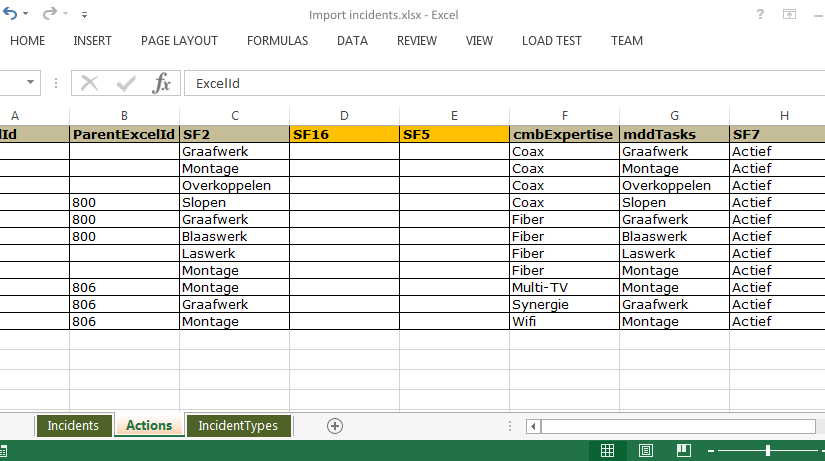 Import incidents.xlsx - Excel
?
HOME INSERT PAGE LAYOUT FORMULAS DATA REVIEW VIEW LOAD TEST TEAM
fx ExcelId
A B C D E F G H
lId ParentExcelId SF2 SF16 SF5 cmbExpertise mddTasks SF7
Graafwerk Coax Graafwerk Actief
Montage Coax Montage Actief
Overkoppelen Coax Overkoppelen Actief
800 Slopen Coax Slopen Actief
800 Graafwerk Fiber Graafwerk Actief
800 Blaaswerk Fiber Blaaswerk Actief
Laswerk Fiber Laswerk Actief
Montage Fiber Montage Actief
806 Montage Multi-TV Montage Actief
806 Graafwerk Synergie Graafwerk Actief
806 Montage Wifi Montage Actief
Incidents Actions IncidentTypes